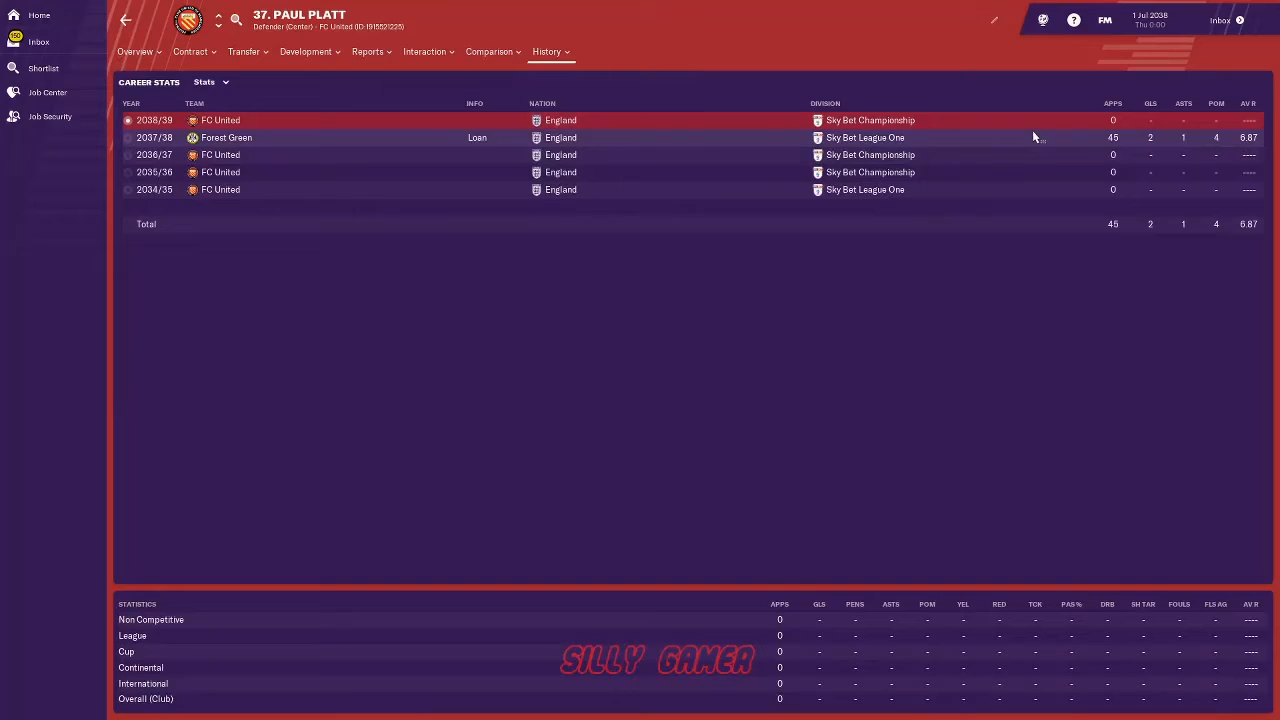 Home
150
Inbox
Shortlist
Job Center
Job Security
37. PAUL PLATT
Defender (Center) - FC United (ID:1915521225)
FM
1 Jul 2038
Thu 0:00
Inbox
Overview Contract Transfer Development Reports Interaction Comparison History
CAREER STATS Stats
YEAR TEAM INFO NATION DIVISION APPS GLS ASTS POM AV R
2038/39 FC United England Sky Bet Championship 0 - - - ----
2037/38 Forest Green Loan England Sky Bet League One 45 2 1 4 6.87
2036/37 FC United England Sky Bet Championship 0 - - - ----
2035/36 FC United England Sky Bet Championship 0 - - - ----
2034/35 FC United England Sky Bet League One 0 - - - ----
Total 45 2 1 4 6.87
STATISTICS APPS GLS PENS ASTS POM YEL RED TCK PAS % DRB SH TAR FOULS FLS AG AV R
Non Competitive 0 - - - - - - - - - - - - ----
League 0 - - - - - - - - - - - - ----
Cup 0 - - - - - - - - - - - - ----
Continental 0 - - - - - - - - - - - - ----
International 0 - - - - - - - - - - - - ----
Overall (Club) 0 - - - - - - - - - - - - ----
SILLY GAMER